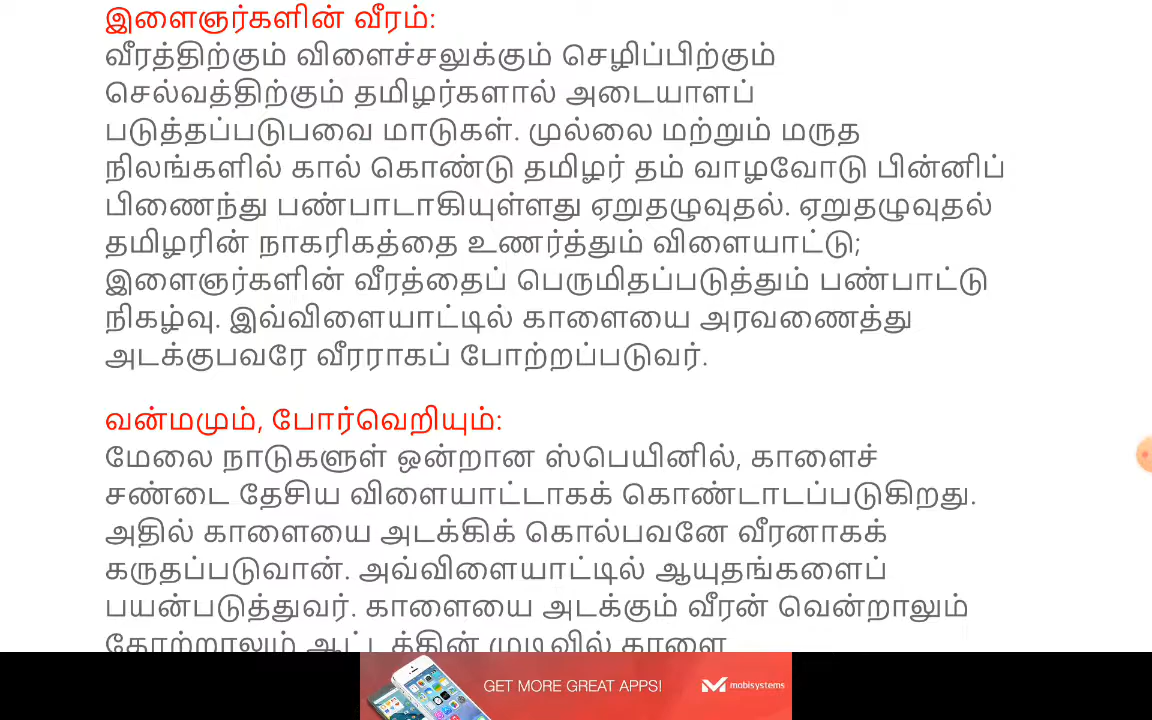 இளைஞர்களின் வீரம்:
வீரத்திற்கும் விளைச்சலுக்கும் செழிப்பிற்கும்
செல்வத்திற்கும் தமிழர்களால் அடையாளப்
படுத்தப்படுபவை மாடுகள். முல்லை மற்றும் மருத
நிலங்களில் கால் கொண்டு தமிழர் தம் வாழவோடு பின்னிப்
பிணைந்து பண்பாடாகியுள்ளது ஏறுதழுவுதல். ஏறுதழுவுதல்
தமிழரின் நாகரிகத்தை உணர்த்தும் விளையாட்டு;
இளைஞர்களின் வீரத்தைப் பெருமிதப்படுத்தும் பண்பாட்டு
நிகழ்வு. இவ்விளையாட்டில் காளையை அரவணைத்து
அடக்குபவரே வீரராகப் போற்றப்படுவர்.
வன்மமும், போர்வெறியும்:
மேலை நாடுகளுள் ஒன்றான ஸ்பெயினில், காளைச்
சண்டை தேசிய விளையாட்டாகக் கொண்டாடப்படுகிறது.
அதில் காளையை அடக்கிக் கொல்பவனே வீரனாகக்
கருதப்படுவான். அவ்விளையாட்டில் ஆயுதங்களைப்
பயன்படுத்துவர். காளையை அடக்கும் வீரன் வென்றாலும்
தோற்றாலும் ஆட்டத்தின் முடிவில் காளை
GET MORE GREAT APPS!
mobisystems